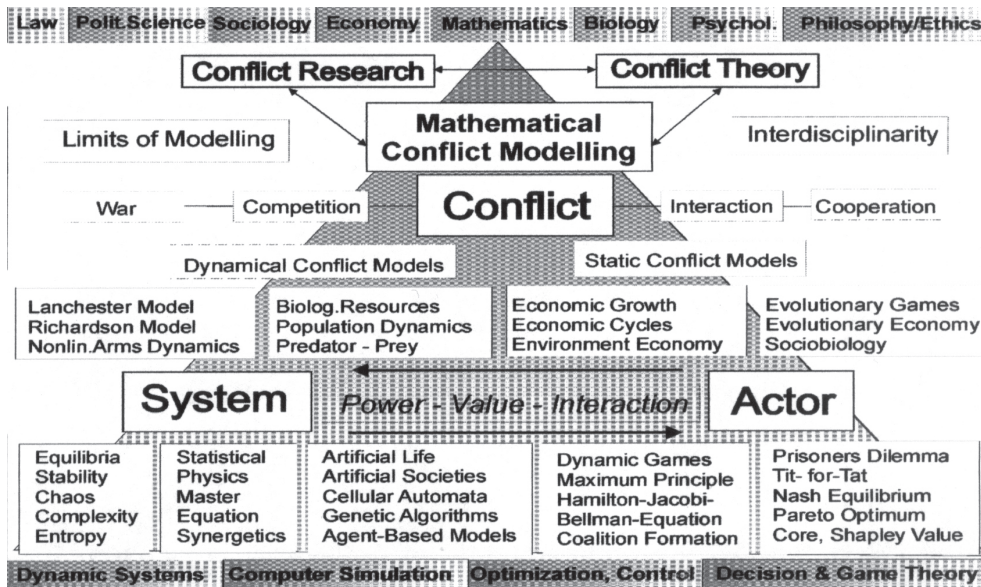 Law Polit.Science Sociology Economy Mathematics Biology Psychol. Philosophy/Ethics
Conflict Research
Conflict Theory
Mathematical
Conflict Modelling
Limits of Modelling
Interdisciplinarity
Conflict
War
Competition
Interaction
Cooperation
Dynamical Conflict Models
Static Conflict Models
Lanchester Model
Richardson Model
Nonlin.Arms Dynamics
Biolog.Resources
Population Dynamics
Predator - Prey
Economic Growth
Economic Cycles
Environment Economy
Evolutionary Games
Evolutionary Economy
Sociobiology
System
Power - Value - Interaction
Actor
Equilibria
Stability
Chaos
Complexity
Entropy
Statistical
Physics
Master
Equation
Synergetics
Artificial Life
Artificial Societies
Cellular Automata
Genetic Algorithms
Agent-Based Models
Dynamic Games
Maximum Principle
Hamilton-Jacobi-
Bellman-Equation
Coalition Formation
Prisoners Dilemma
Tit- for-Tat
Nash Equilibrium
Pareto Optimum
Core, Shapley Value
Dynamic Systems Computer Simulation Optimization, Control Decision & Game Theory